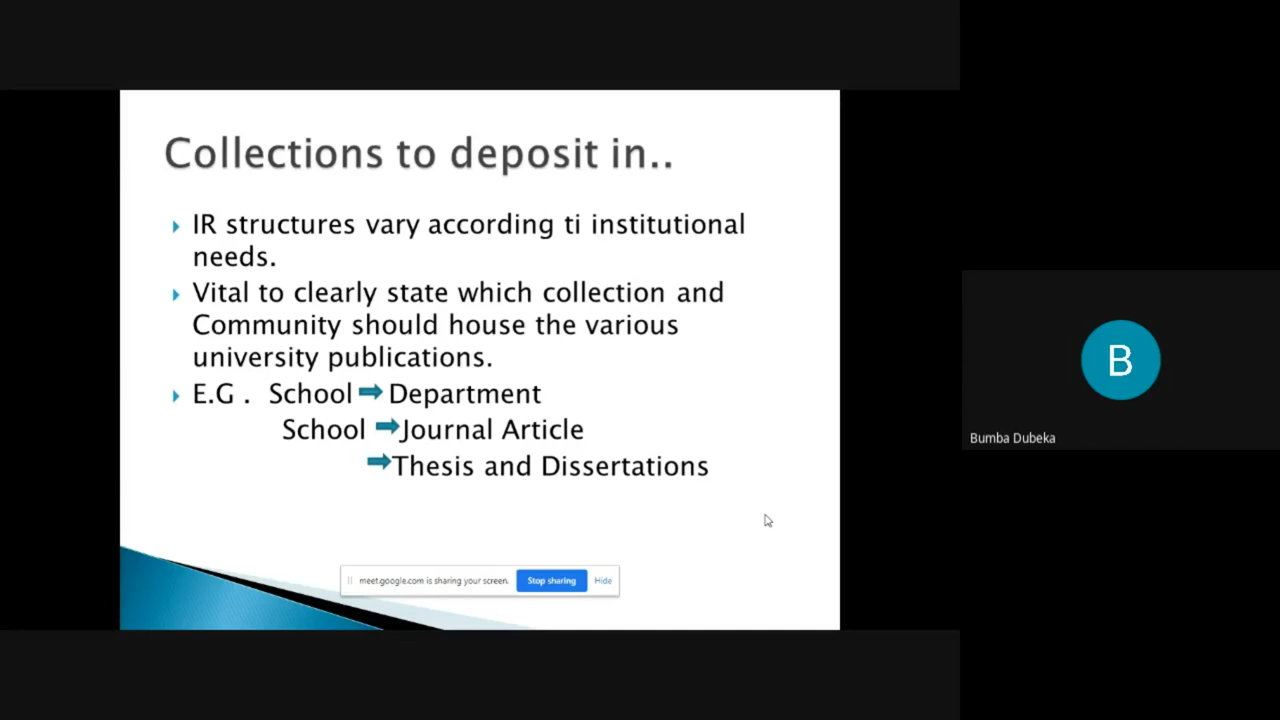 Collections to deposit in..
IR structures vary according ti institutional
needs.
Vital to clearly state which collection and
Community should house the various
university publications.
E.G . School Department
School Journal Article
Thesis and Dissertations
meet.google.com is sharing your screen.
Stop sharing
Hide
B
Bumba Dubeka